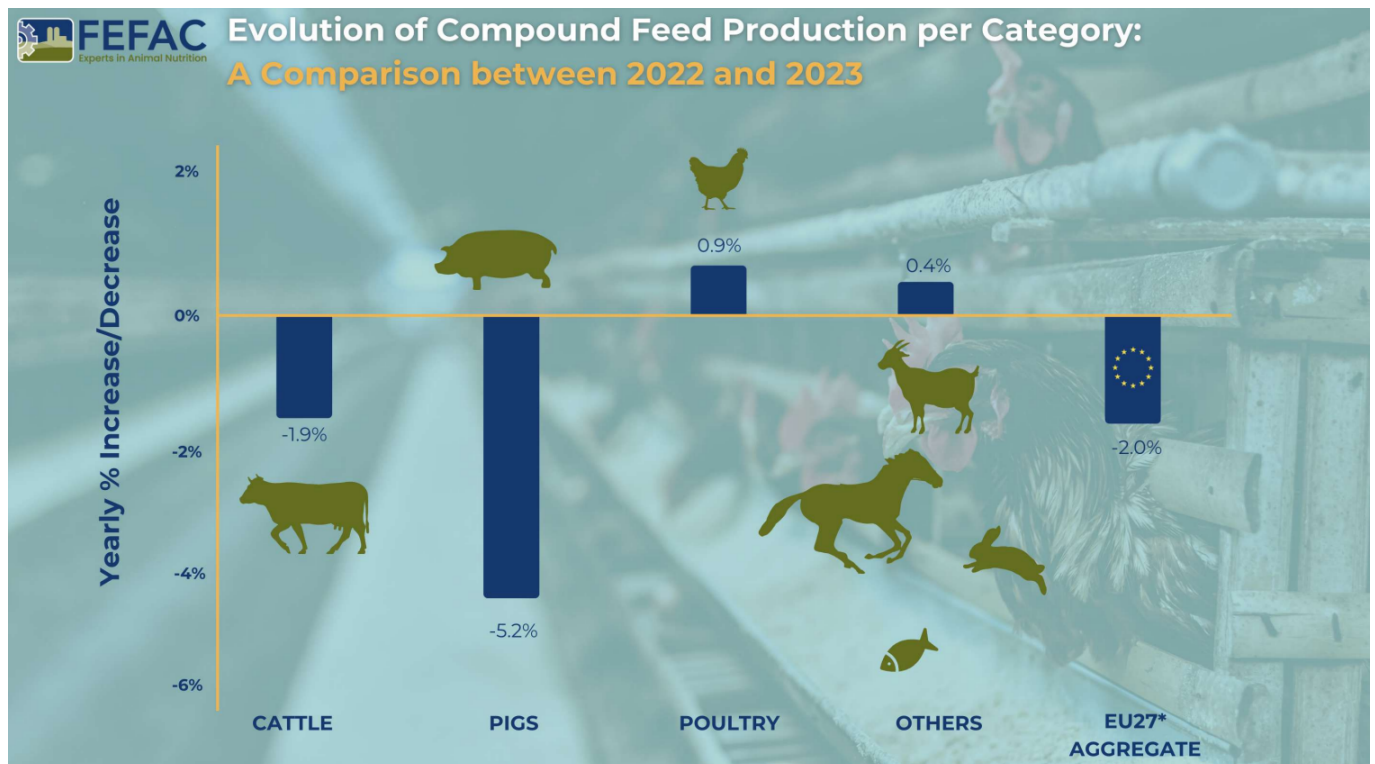 FEFAC
Experts in Animal Nutrition
Evolution of Compound Feed Production per Category:
A Comparison between 2022 and 2023
Yearly % Increase/Decrease
2%
0%
-2%
-4%
-6%
-1.9%
-5.2%
0.9%
0.4%
-2.0%
CATTLE
PIGS
POULTRY
OTHERS
EU27*
AGGREGATE